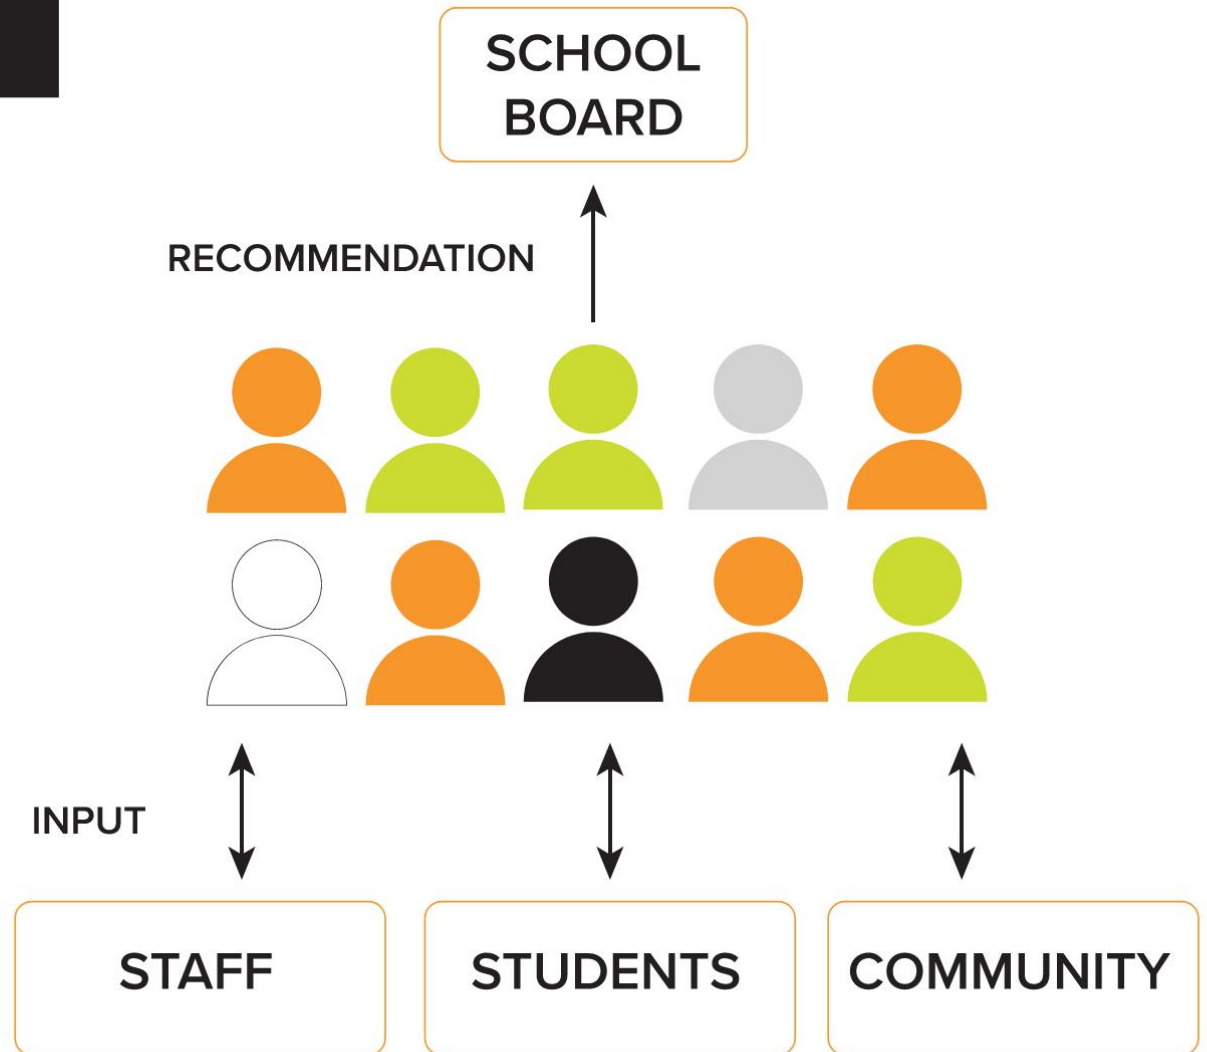 SCHOOL
BOARD
RECOMMENDATION
INPUT
STAFF
STUDENTS
COMMUNITY